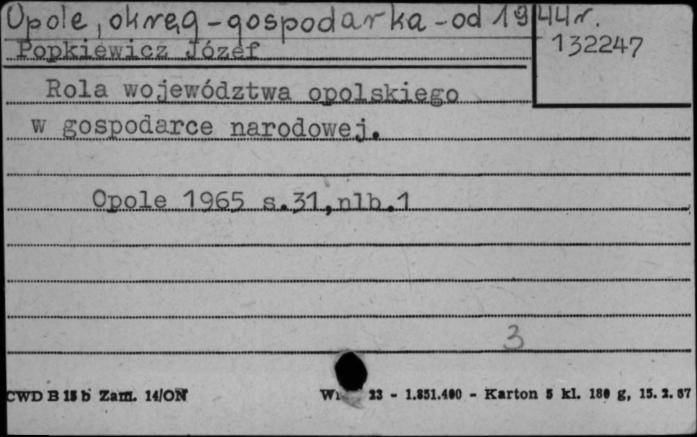 Opole, okręg - gospodarka - od 1944 r.
132247
Popkiewicz Józef
Rola województwa opolskiego
w gospodarce narodowej.
Opole 1965 s.31,nlb.1
3
CWD B 15 b Zam. 14/ON
23 - 1.851.400 - Karton 5 kl. 180 g, 15. 2. 67